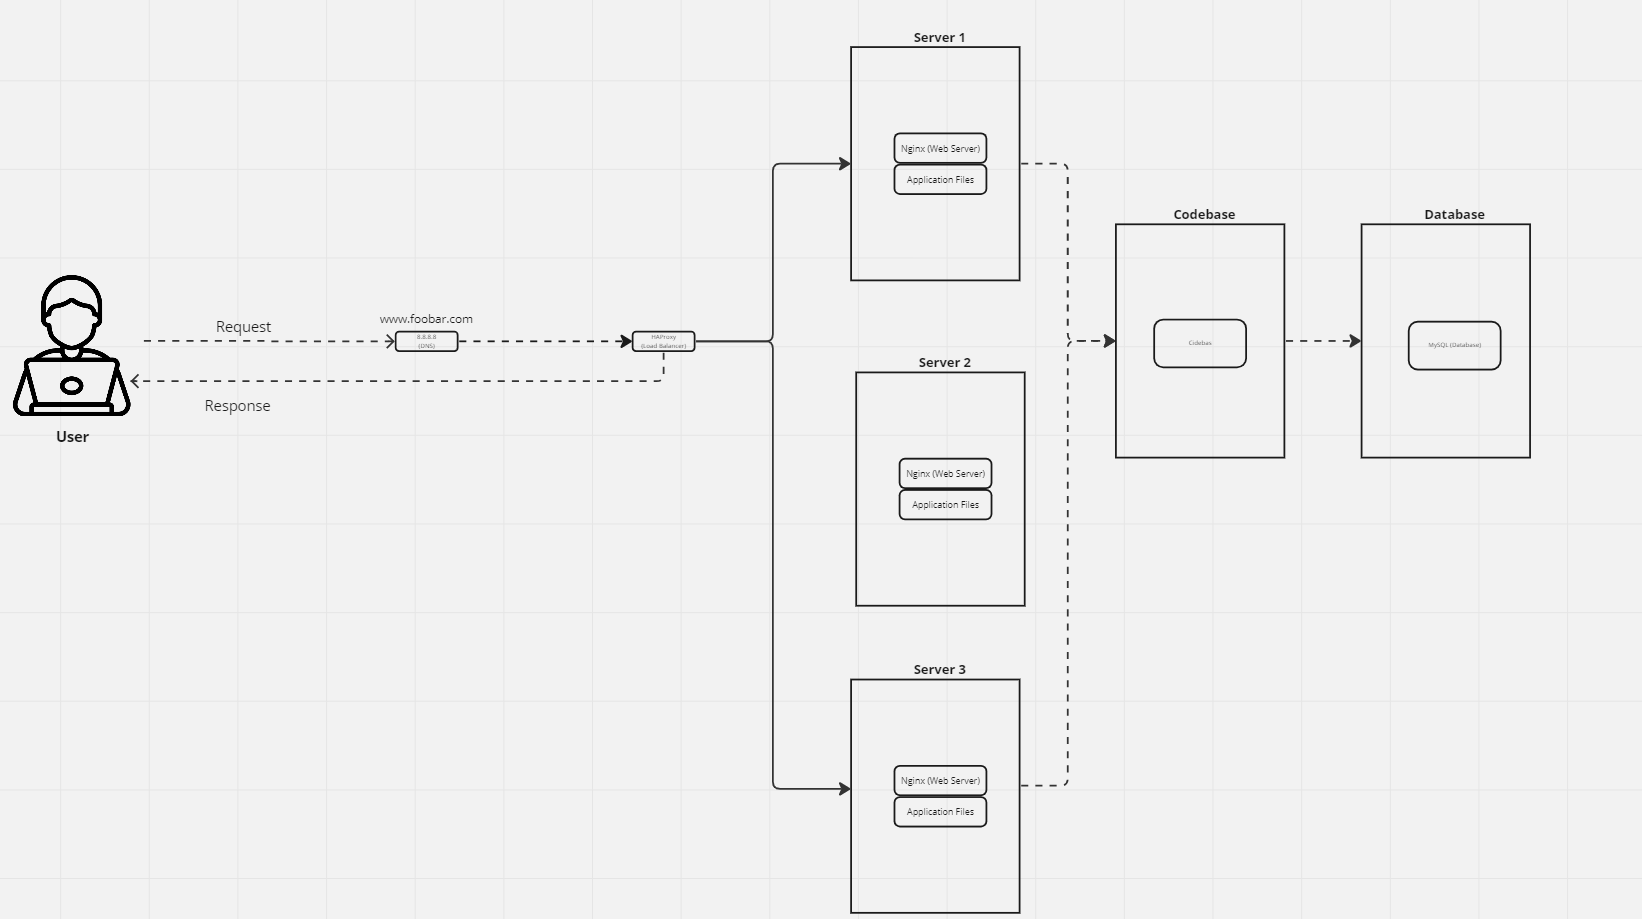 Server 1
Nginx (Web Server)
Application Files
Codebase
Database
Request
www.foobar.com
8.8.8.8
(DNS)
HAProxy
(Load Balancer)
Cidebas
MySQL (Database)
Response
User
Server 2
Nginx (Web Server)
Application Files
Server 3
Nginx (Web Server)
Application Files